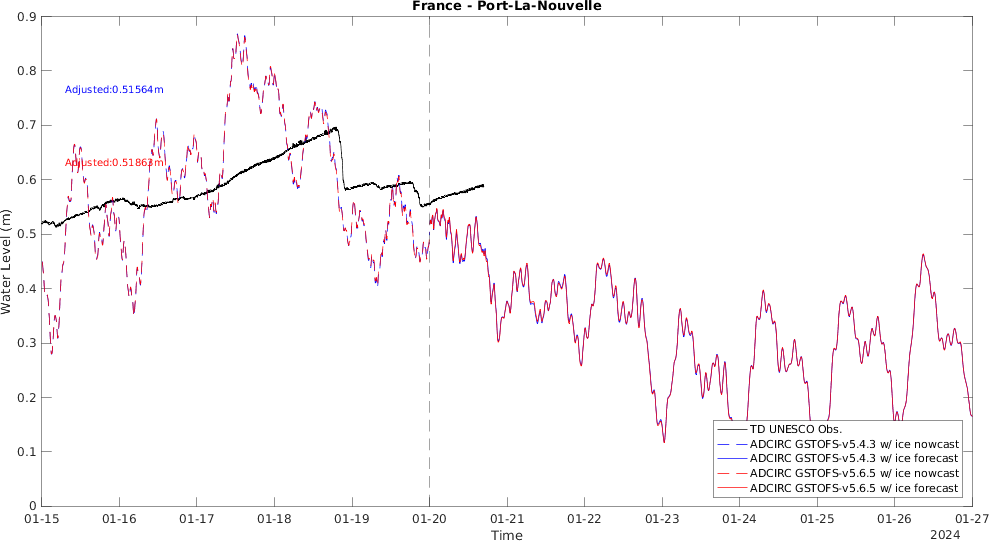 France - Port-La-Nouvelle
Water Level (m)
0.9
0.8
0.7
0.6
0.5
0.4
0.3
0.2
0.1
0
Adjusted:0.51564m
Adjusted:0.51863m
TD UNESCO Obs.
ADCIRC GSTOFS-v5.4.3 w/ ice nowcast
ADCIRC GSTOFS-v5.4.3 w/ ice forecast
ADCIRC GSTOFS-v5.6.5 w/ ice nowcast
ADCIRC GSTOFS-v5.6.5 w/ ice forecast
01-15 01-16 01-17 01-18 01-19 01-20 01-21 01-22 01-23 01-24 01-25 01-26 01-27
Time
2024